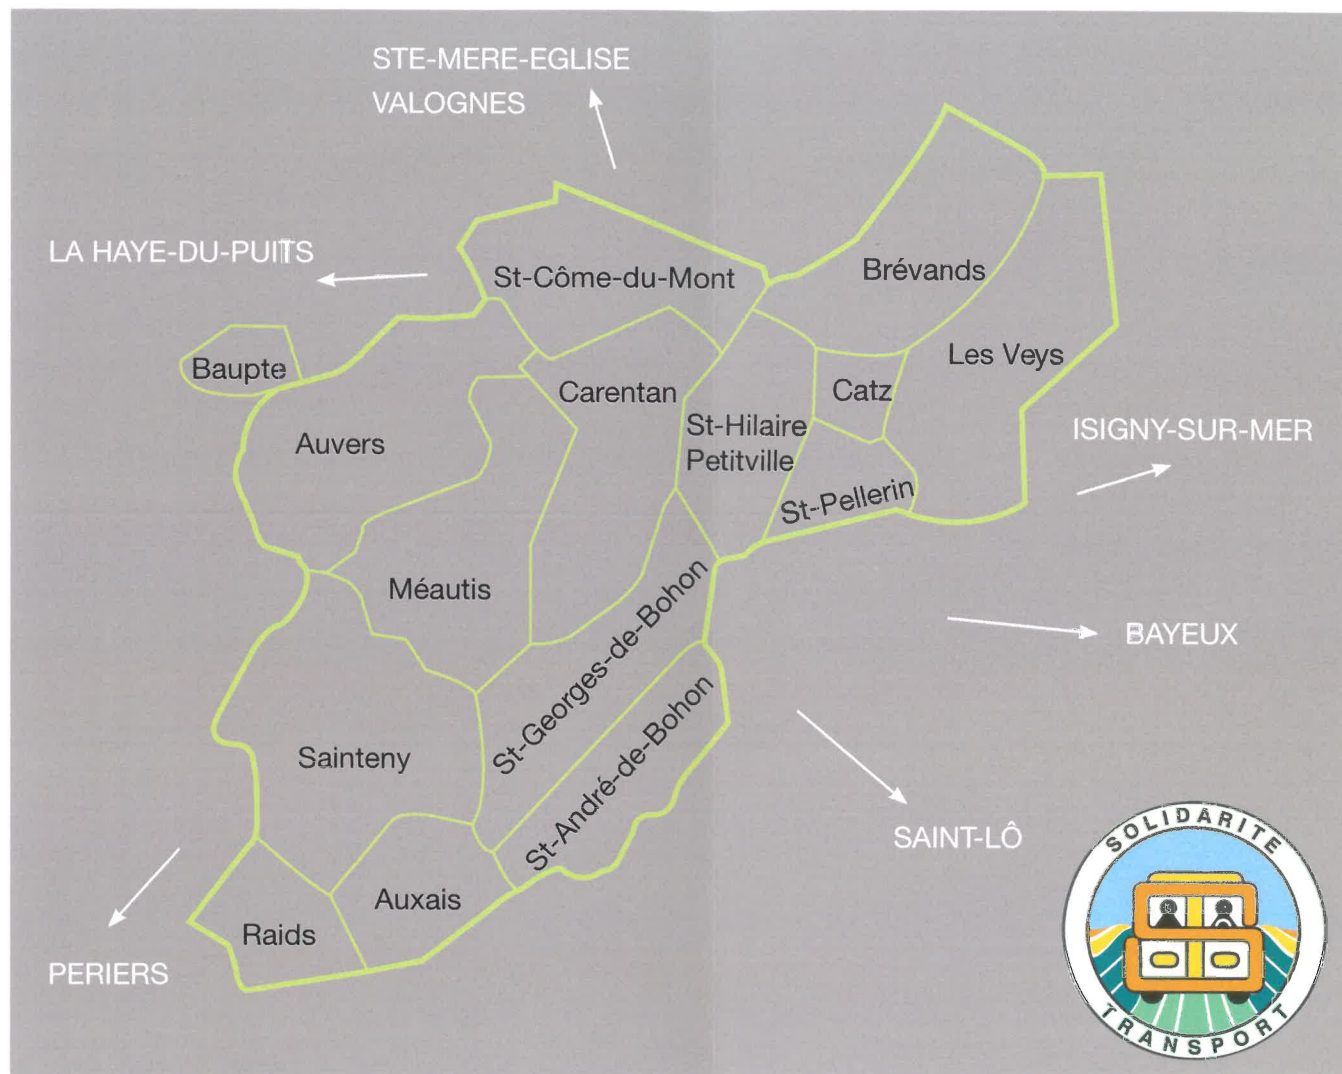 STE-MERE-EGLISE
VALOGNES
LA HAYE-DU-PUITS
St-Côme-du-Mont
Brévands
Baupte
Les Veys
Carentan
Catz
Auvers
St-Hilaire
Petitville
ISIGNY-SUR-MER
St-Pellerin
Méautis
St-Georges-de-Bohon
BAYEUX
St-André-de-Bohon
Sainteny
SAINT-LÔ
Auxais
Raids
PERIERS
SOLIDARITE
TRANSPORT